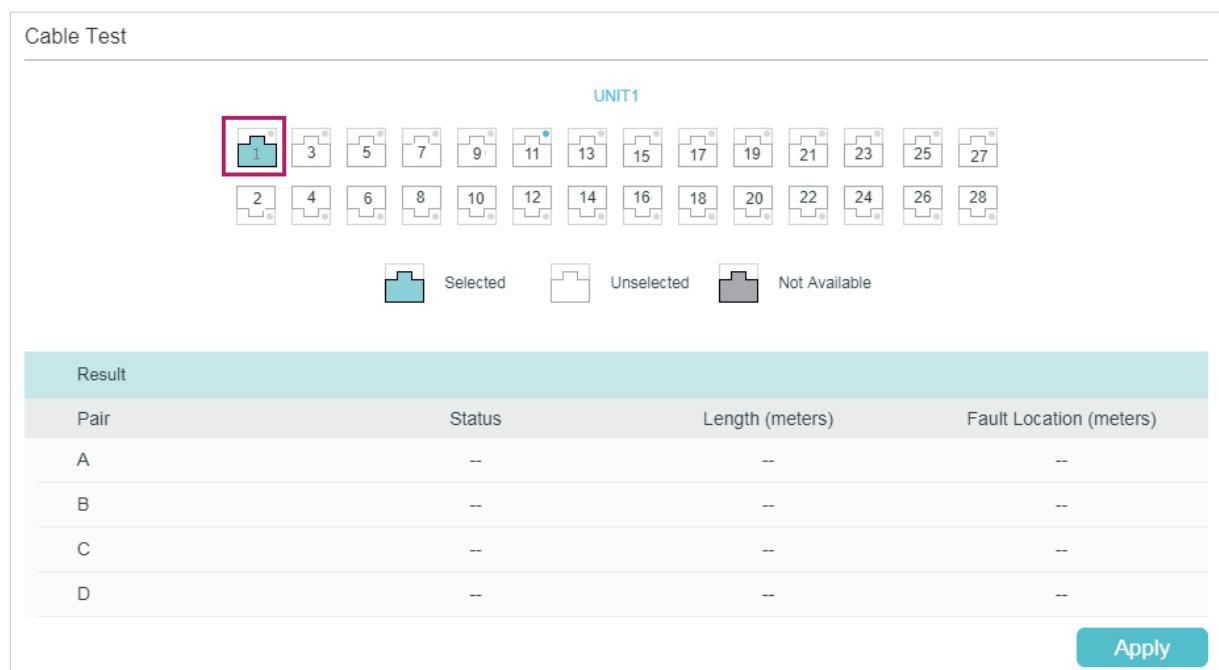 Cable Test
UNIT1
1 3 5 7 9 11 13 15 17 19 21 23 25 27
2 4 6 8 10 12 14 16 18 20 22 24 26 28
Selected Unselected Not Available
Result
Pair Status Length (meters) Fault Location (meters)
A -- -- --
B -- -- --
C -- -- --
D -- -- --
Apply